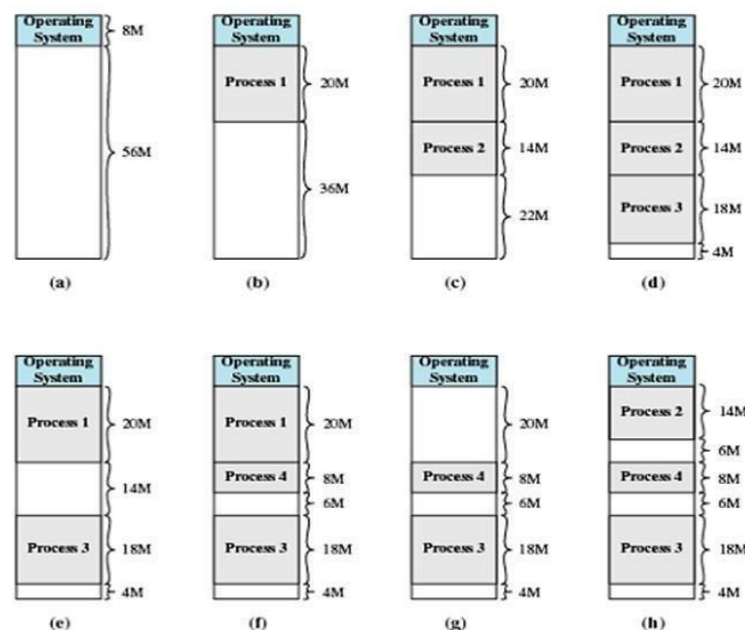 Operating
System
8M
56M
(a)
Operating
System
Process 1
20M
36M
(b)
Operating
System
Process 1
20M
Process 2
14M
22M
(c)
Operating
System
Process 1
20M
Process 2
14M
Process 3
18M
4M
(d)
Operating
System
Process 1
20M
14M
Process 3
18M
4M
(e)
Operating
System
Process 1
20M
Process 4
8M
6M
Process 3
18M
4M
(f)
Operating
System
20M
Process 4
8M
6M
Process 3
18M
4M
(g)
Operating
System
Process 2
14M
6M
Process 4
8M
6M
Process 3
18M
4M
(h)